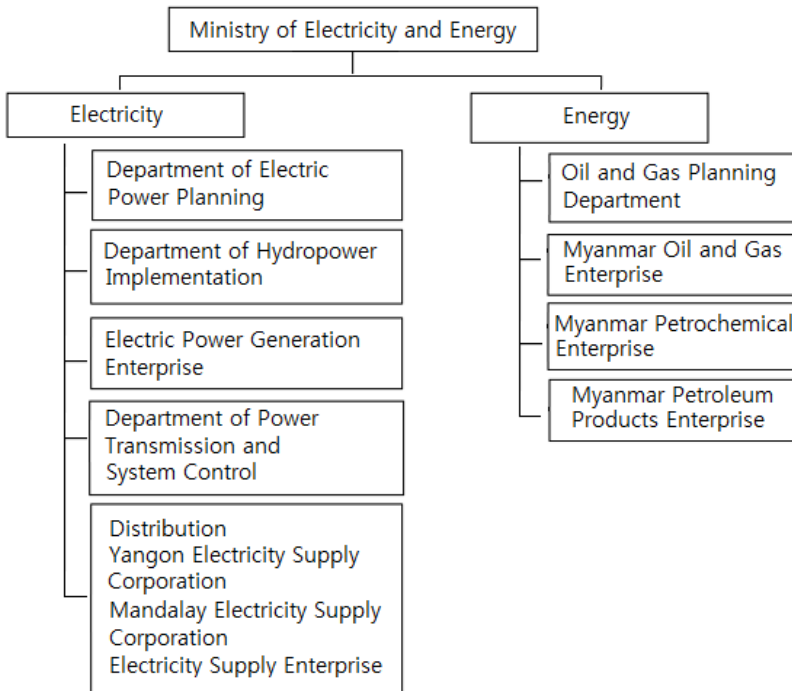 Ministry of Electricity and Energy
Electricity
Energy
Department of Electric
Power Planning
Department of Hydropower
Implementation
Electric Power Generation
Enterprise
Department of Power
Transmission and
System Control
Distribution
Yangon Electricity Supply
Corporation
Mandalay Electricity Supply
Corporation
Electricity Supply Enterprise
Oil and Gas Planning
Department
Myanmar Oil and Gas
Enterprise
Myanmar Petrochemical
Enterprise
Myanmar Petroleum
Products Enterprise